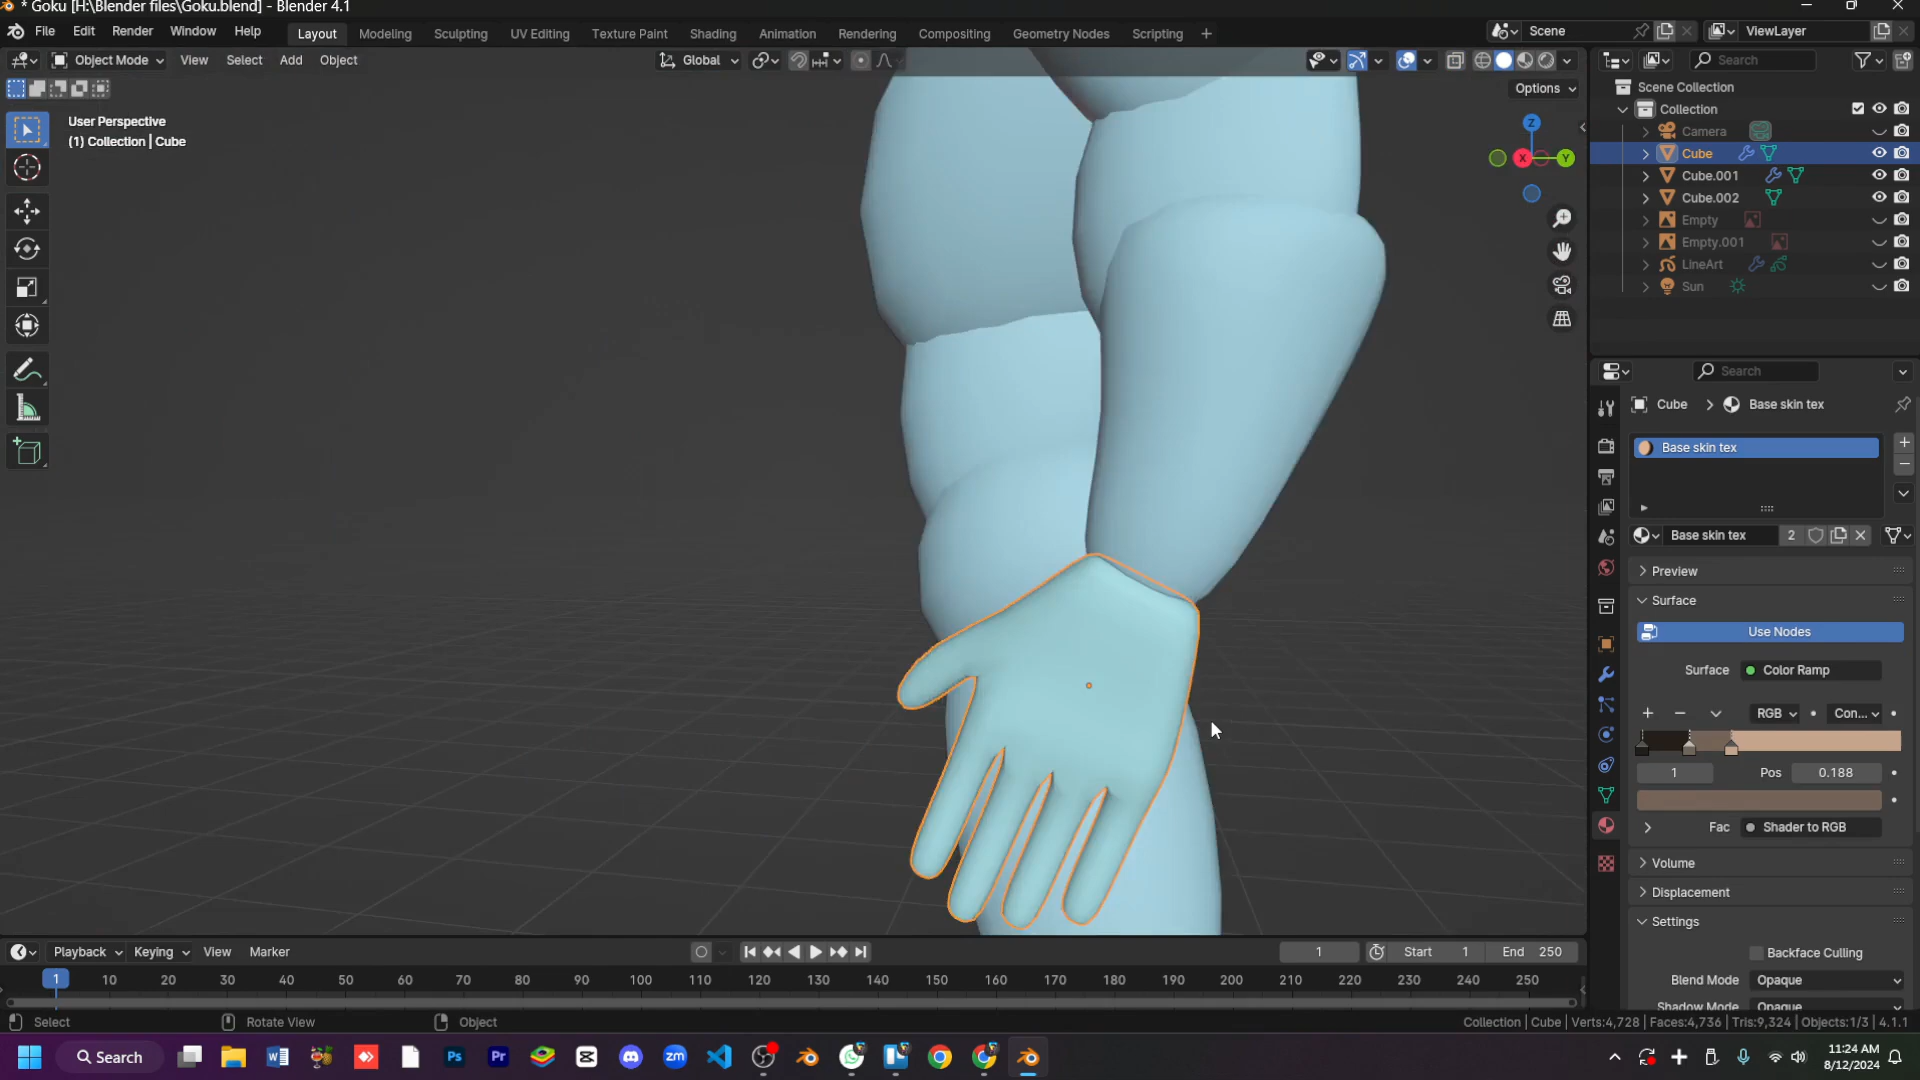 * Goku [H:\Blender files\Goku.blend] - Blender 4.1
File Edit Render Window Help
Layout Modeling Sculpting UV Editing Texture Paint Shading Animation Rendering Compositing Geometry Nodes Scripting +
Scene
ViewLayer
Object Mode View Select Add Object
Global
Search
Options
User Perspective
(1) Collection | Cube
Z
X
Y
Scene Collection
Collection
Camera
Cube
Cube.001
Cube.002
Empty
Empty.001
LineArt
Sun
Search
Cube > Base skin tex
Base skin tex
Base skin tex 2
Preview
Surface
Use Nodes
Surface Color Ramp
RGB Con...
1 Pos 0.188
Fac Shader to RGB
Volume
Displacement
Settings
Backface Culling
Blend Mode Opaque
Shadow Mode Opaque
Playback Keying View Marker
1 Start 1 End 250
1 10 20 30 40 50 60 70 80 90 100 110 120 130 140 150 160 170 180 190 200 210 220 230 240 250
Select Rotate View Object
Collection | Cube | Verts:4,728 | Faces:4,736 | Tris:9,324 | Objects:1/3 | 4.1.1
Search
W
Ps
Pr
zm
11:24 AM
8/12/2024